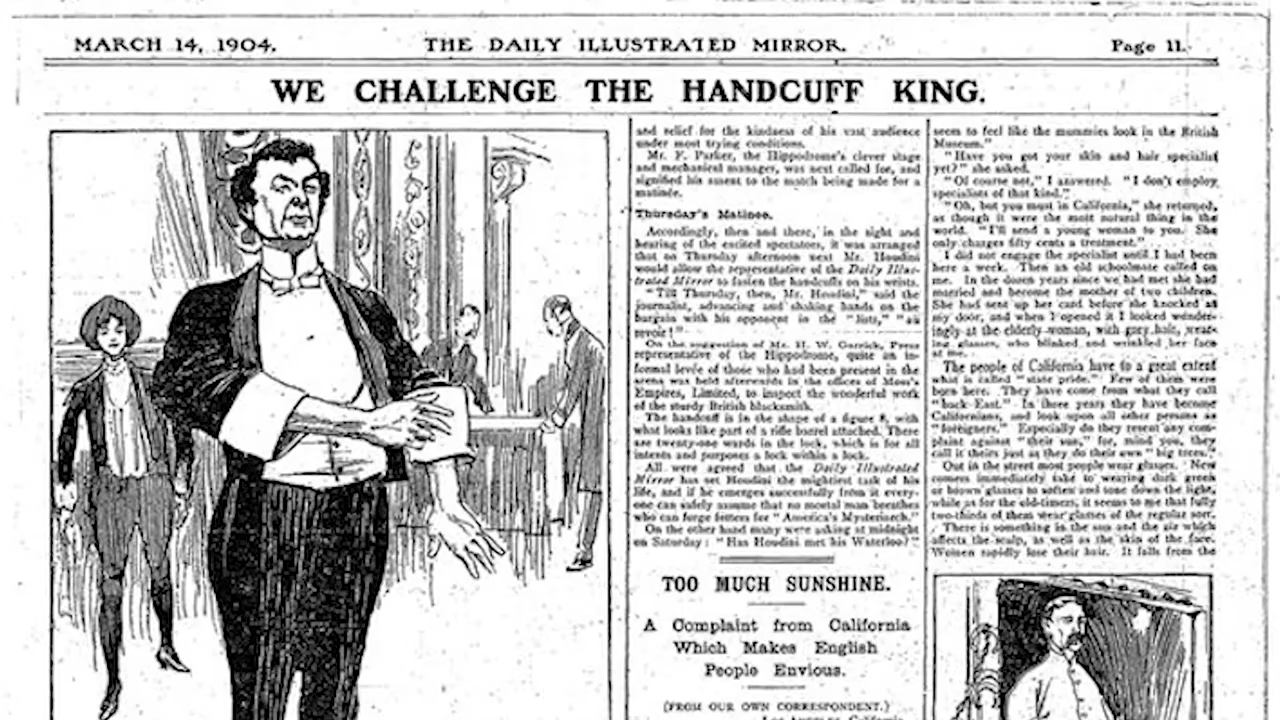 MARCH 14, 1904.
THE DAILY ILLUSTRATED MIRROR.
Page 11.
WE CHALLENGE THE HANDCUFF KING.
and relief for the kindness of his vast audience
under most trying conditions.
Mr. F. Parker, the Hippodrome's clever stage
and mechanical manager, was next called for, and
signified his assent to the match being made for a
matinée.
Thursday's Matinee.
Accordingly, then and there, in the sight and
hearing of the excited spectators, it was arranged
that on Thursday afternoon next Mr. Houdini
would allow the representative of the Daily Illus-
trated Mirror to fasten the handcuffs on his wrists.
"Till Thursday, then, Mr. Houdini," said the
journalist, advancing and shaking hands on the
bargain with his opponent in the "lists," "au
revoir!"
On the suggestion of Mr. H. W. Garrick, Press
representative of the Hippodrome, quite an in-
formal levée of those who had been present in the
arena was held afterwards in the offices of Moss's
Empires, Limited, to inspect the wonderful work
of the sturdy British blacksmith.
The handcuff is in the shape of a figure 8, with
what looks like part of a rifle barrel attached. There
are twenty-one wards in the lock, which is for all
intents and purposes a lock within a lock.
All were agreed that the Daily Illustrated
Mirror has set Houdini the mightiest task of his
life, and if he emerges successfully from it every-
one can safely assume that no mortal man breathes
who can forge fetters for "America's Mysteriarch."
On the other hand many were asking at midnight
on Saturday: "Has Houdini met his Waterloo?"
TOO MUCH SUNSHINE.
A Complaint from California
Which Makes English
People Envious.
(FROM OUR OWN CORRESPONDENT.)
LOS ANGELES, California,
seem to feel like the mummies look in the British
Museum."
"Have you got your skin and hair specialist
yet?" she asked.
"Of course not," I answered. "I don't employ
specialists of that kind."
"Oh, but you must in California," she returned,
as though it were the most natural thing in the
world. "I'll send a young woman to you. She
only charges fifty cents a treatment."
I did not engage the specialist until I had been
here a week. Then an old schoolmate called on
me. In the dozen years since we had met she had
married and become the mother of two children.
She had sent up her card before she knocked at
my door, and when I opened it I looked wonder-
ingly at the elderly woman, with grey hair, wear-
ing glasses, who blinked and wrinkled her face
at me.
The people of California have to a great extent
what is called "state pride." Few of them were
born here. They have come from what they call
"back East." In three years they have become
Californians, and look upon all other persons as
"foreigners." Especially do they resent any com-
plaint against "their sun," for, mind you, they
call it theirs just as they do their own "big trees."
Out in the street most people wear glasses. New
comers immediately take to wearing dark green
or brown glasses to soften and tone down the light,
while as for the old-timers, it seems to me that fully
two-thirds of them wear glasses of the regular sort.
There is something in the sun and the air which
affects the scalp, as well as the skin of the face.
Women rapidly lose their hair. It falls from the